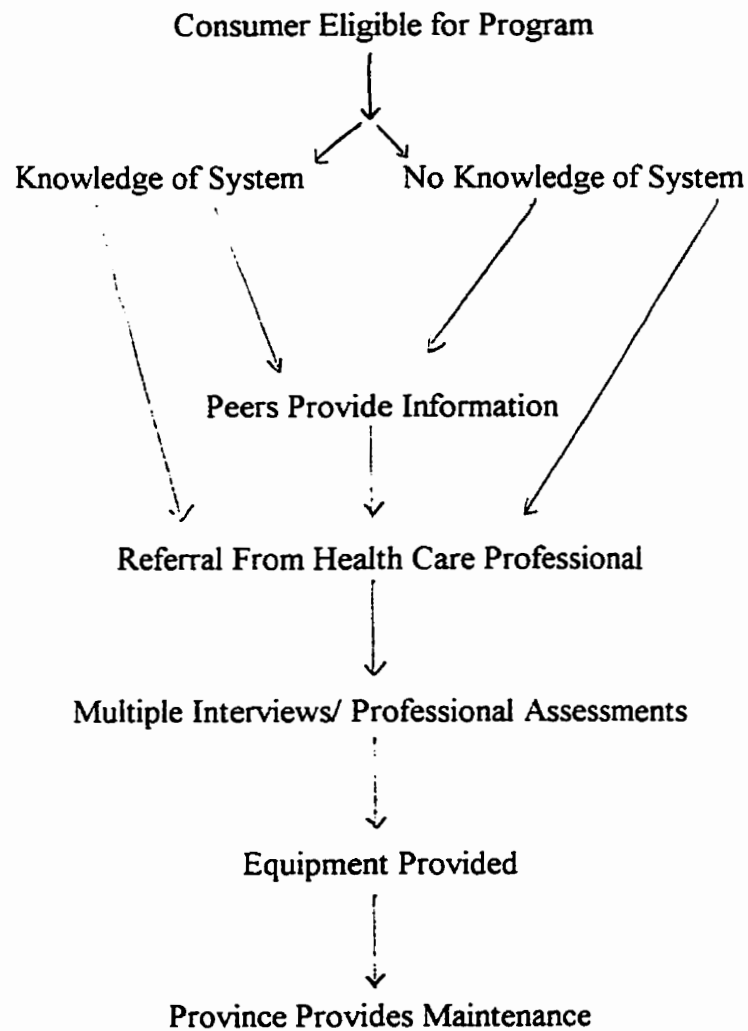 Consumer Eligible for Program
Knowledge of System
No Knowledge of System
Peers Provide Information
Referral From Health Care Professional
Multiple Interviews/ Professional Assessments
Equipment Provided
Province Provides Maintenance